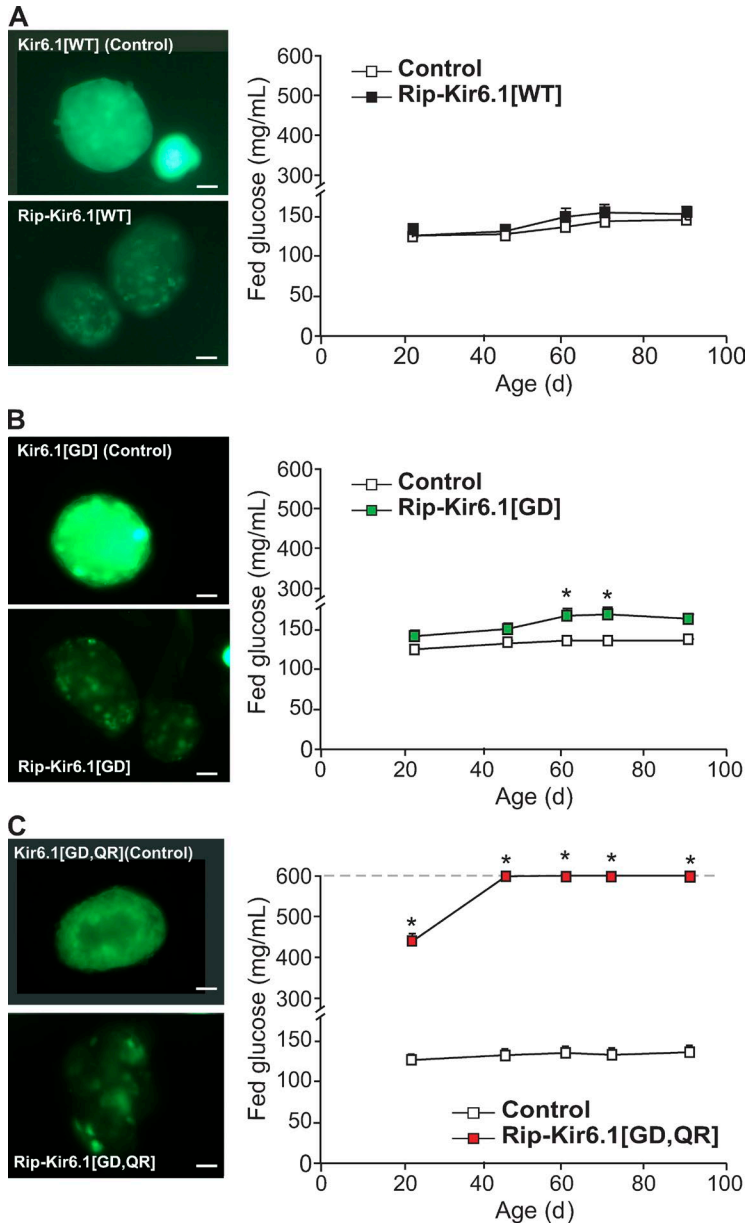 A
Kir6.1[WT] (Control)
Rip-Kir6.1[WT]
Fed glucose (mg/mL)
600
500
400
300
150
100
50
0
Control
Rip-Kir6.1[WT]
0 20 40 60 80 100
Age (d)
B
Kir6.1[GD] (Control)
Rip-Kir6.1[GD]
Fed glucose (mg/mL)
600
500
400
300
150
100
50
0
Control
Rip-Kir6.1[GD]
* *
0 20 40 60 80 100
Age (d)
C
Kir6.1[GD,QR](Control)
Rip-Kir6.1[GD,QR]
Fed glucose (mg/mL)
600
500
400
300
150
100
50
0
* * * * *
Control
Rip-Kir6.1[GD,QR]
0 20 40 60 80 100
Age (d)